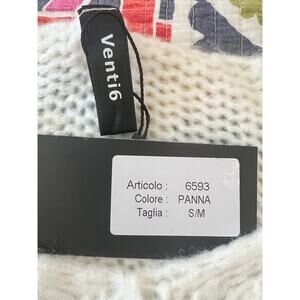 Venti6
Articolo : 6593
Colore : PANNA
Taglia : S/M